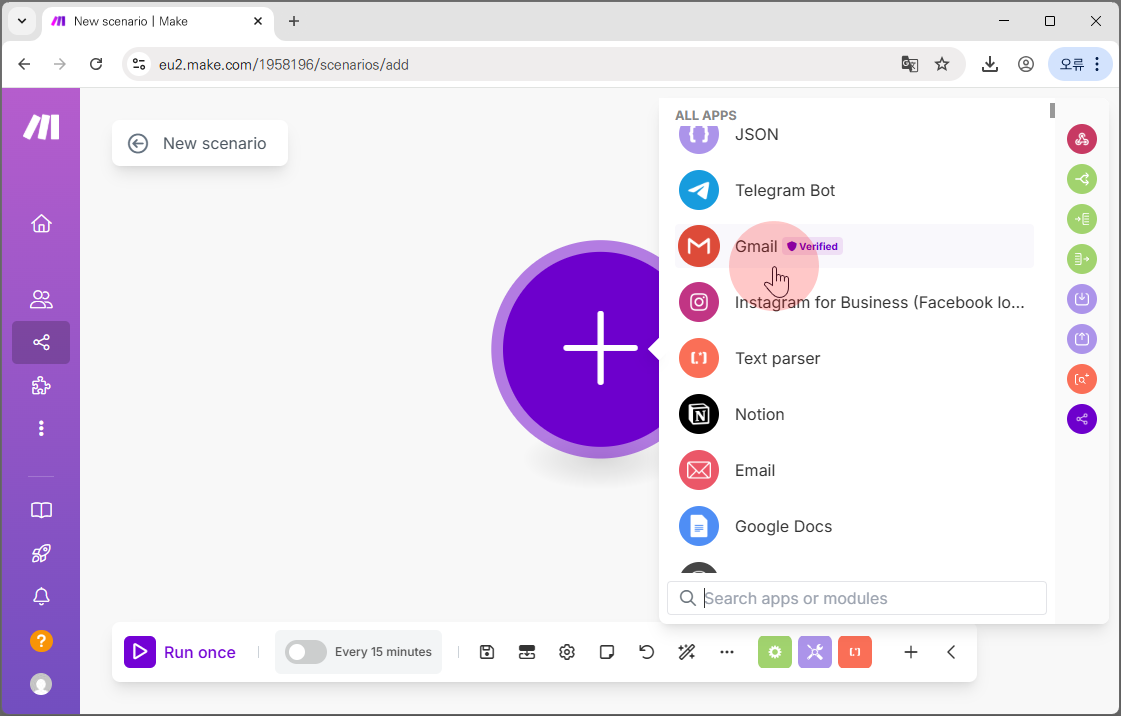 New scenario | Make
eu2.make.com/1958196/scenarios/add
오류
New scenario
ALL APPS
JSON
Telegram Bot
Gmail Verified
Instagram for Business (Facebook lo...
Text parser
Notion
Email
Google Docs
Search apps or modules
?
Run once
Every 15 minutes